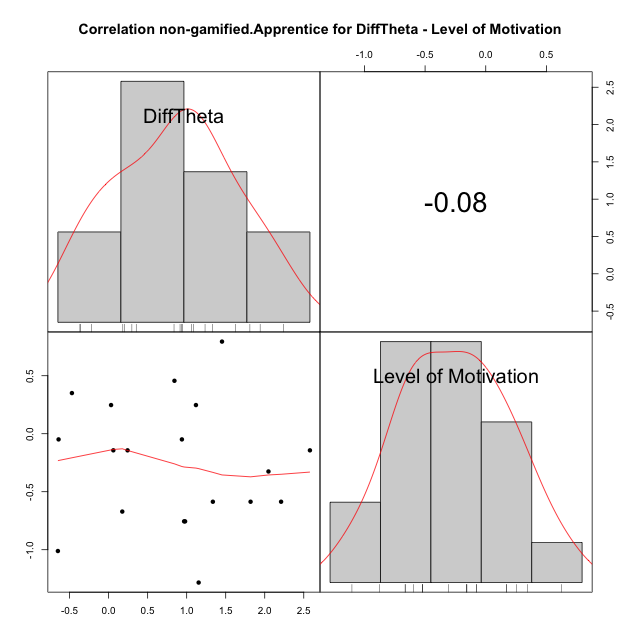 Correlation non-gamified.Apprentice for DiffTheta - Level of Motivation
-1.0 -0.5 0.0 0.5
DiffTheta
-0.08
2.5
2.0
1.5
1.0
0.5
0.0
-0.5
Level of Motivation
0.5
0.0
-0.5
-1.0
-0.5 0.0 0.5 1.0 1.5 2.0 2.5